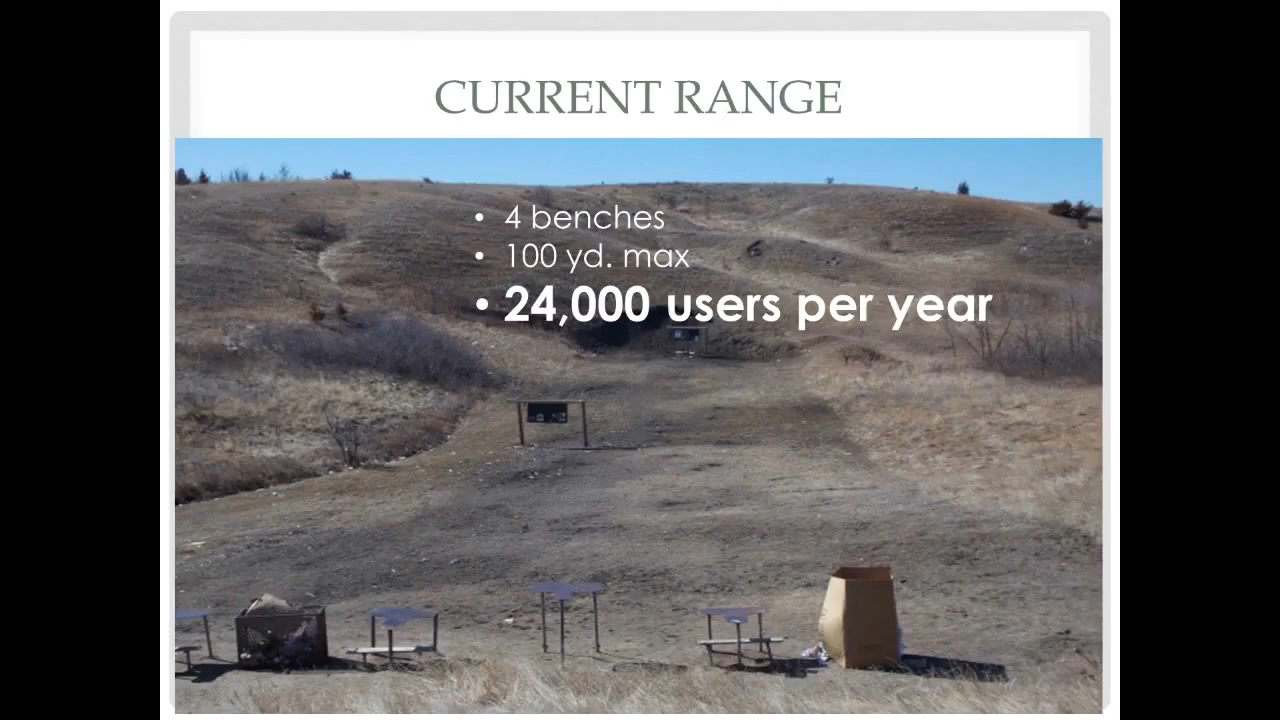 CURRENT RANGE
• 4 benches
• 100 yd. max
• 24,000 users per year